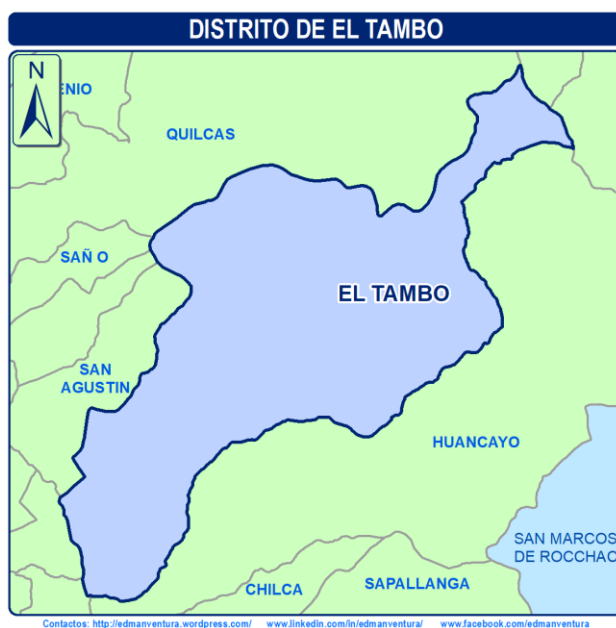 DISTRITO DE EL TAMBO
N
ENIO
QUILCAS
SAÑ O
EL TAMBO
SAN
AGUSTIN
HUANCAYO
SAN MARCOS
DE ROCCHAC
CHILCA
SAPALLANGA
Contactos: http://edmanventura.wordpress.com/ www.linkedin.com/in/edmanventura/ www.facebook.com/edmanventura